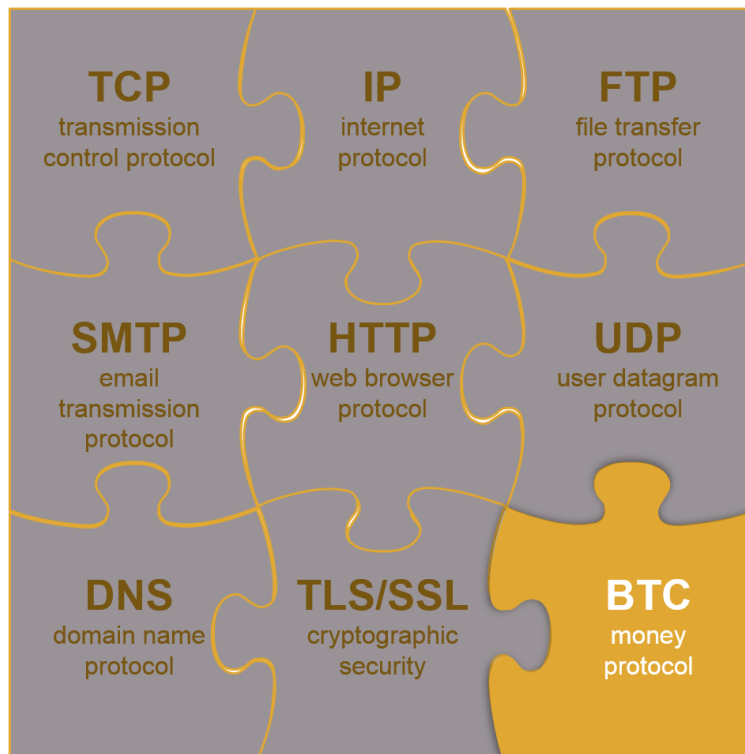 TCP
transmission
control protocol
IP
internet
protocol
FTP
file transfer
protocol
SMTP
email
transmission
protocol
HTTP
web browser
protocol
UDP
user datagram
protocol
DNS
domain name
protocol
TLS/SSL
cryptographic
security
BTC
money
protocol